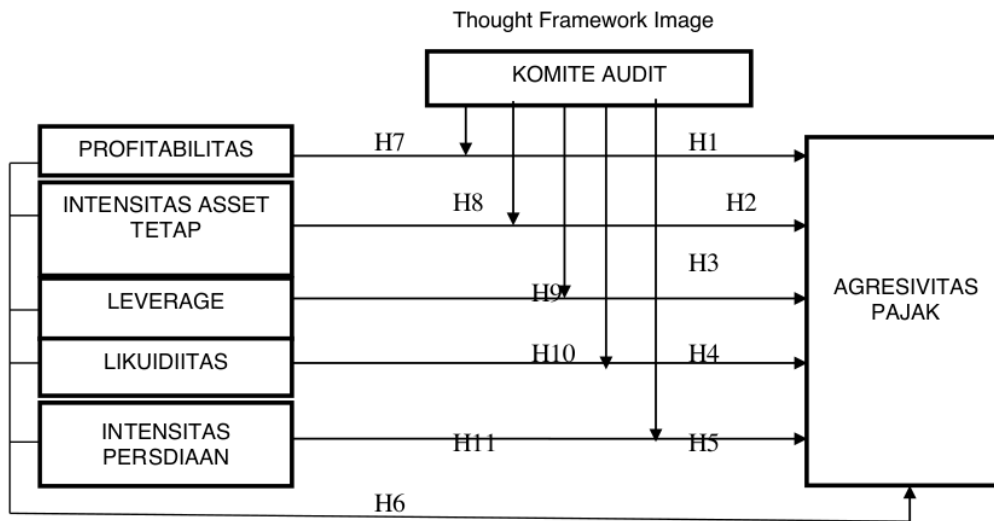 Thought Framework Image
KOMITE AUDIT
PROFITABILITAS
H7
H1
INTENSITAS ASSET
TETAP
H8
H2
H3
LEVERAGE
H9
AGRESIVITAS
PAJAK
LIKUIDIITAS
H10
H4
INTENSITAS
PERSDIAAN
H11
H5
H6